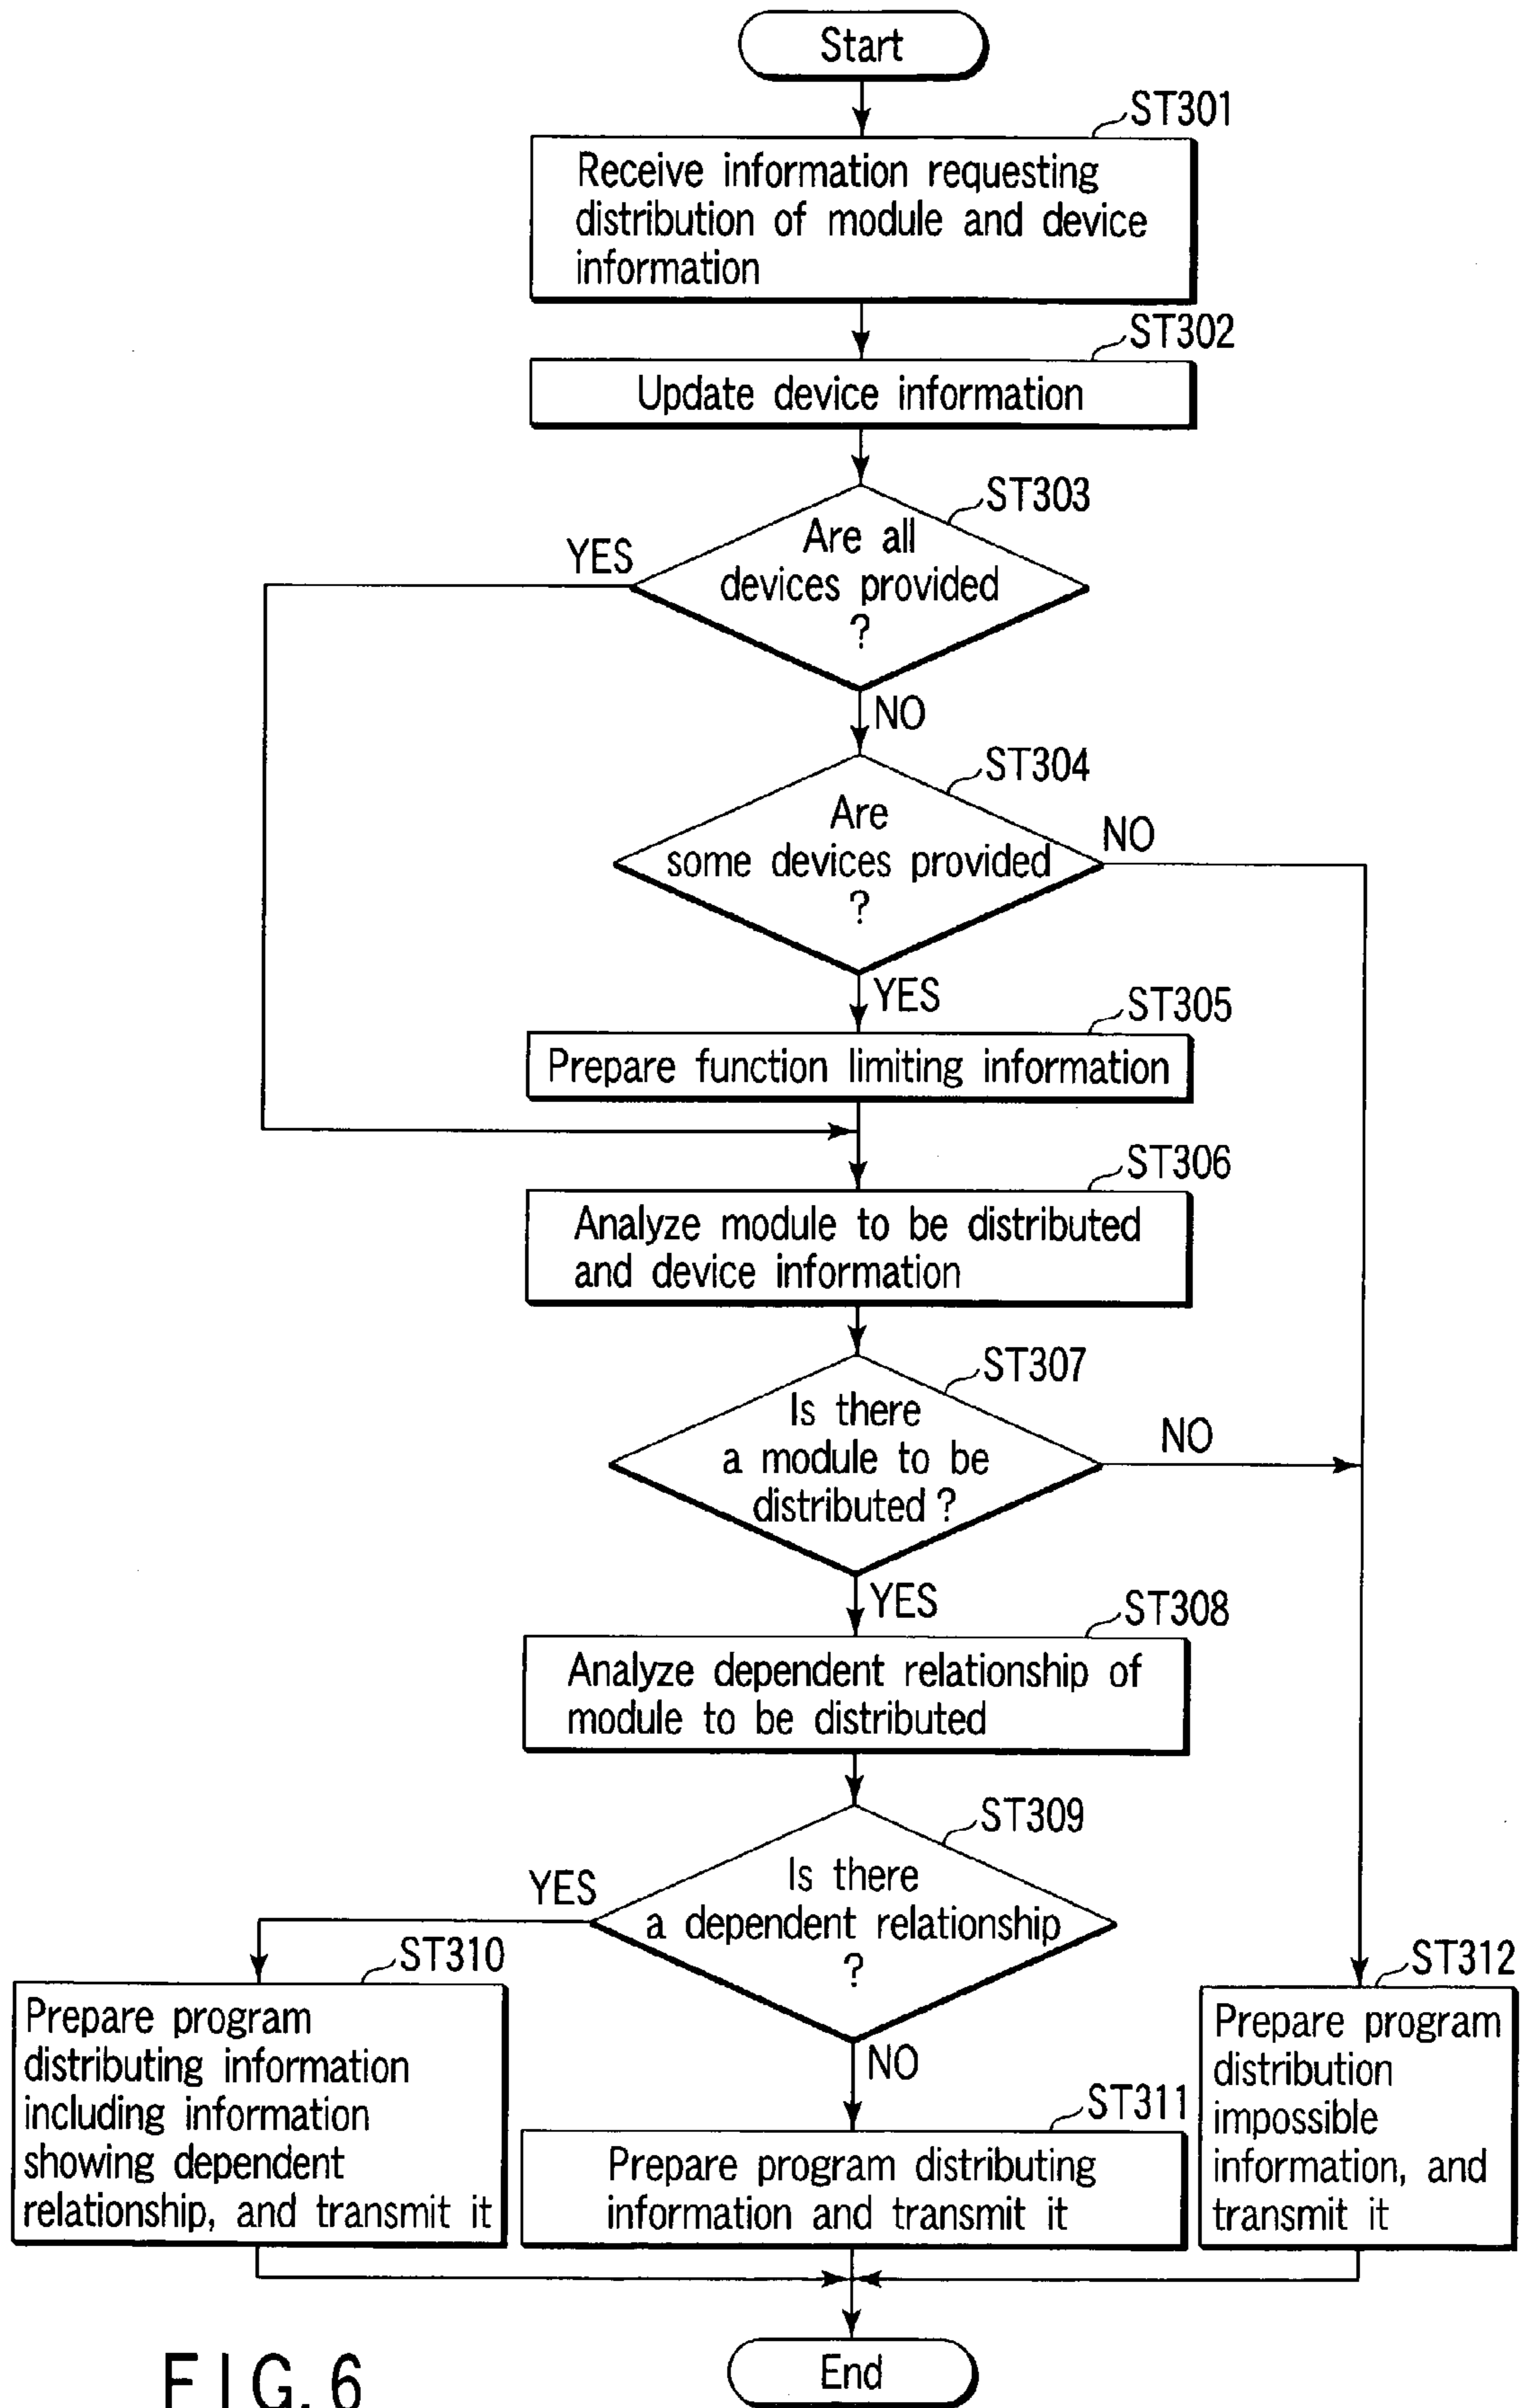 Start
ST301
Receive information requesting
distribution of module and device
information
ST302
Update device information
ST303
Are all
devices provided
?
YES
NO
ST304
Are
some devices provided
?
NO
YES
ST305
Prepare function limiting information
ST306
Analyze module to be distributed
and device information
ST307
Is there
a module to be
distributed ?
NO
YES
ST308
Analyze dependent relationship of
module to be distributed
ST309
Is there
a dependent relationship
?
YES
NO
ST310
Prepare program
distributing information
including information
showing dependent
relationship, and transmit it
ST311
Prepare program distributing
information and transmit it
ST312
Prepare program
distribution
impossible
information, and
transmit it
End
FIG. 6